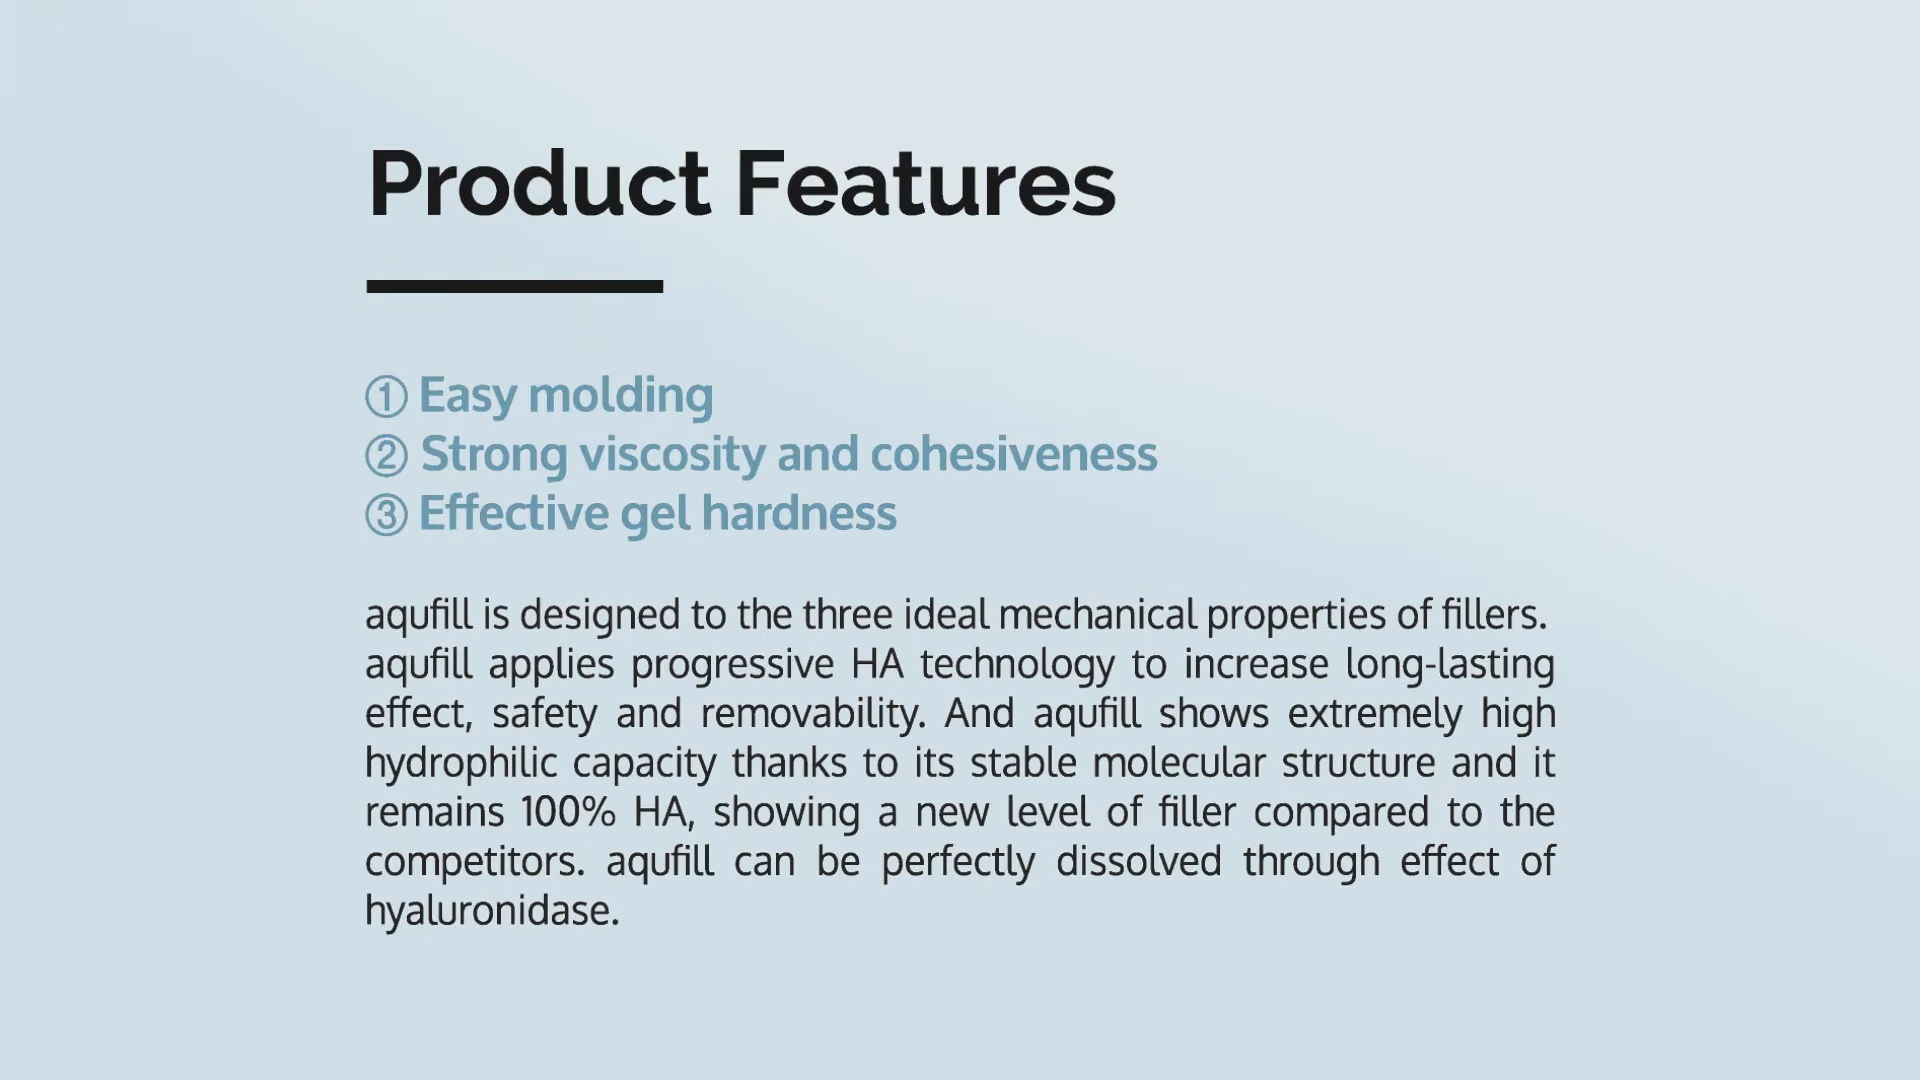 Product Features
① Easy molding
② Strong viscosity and cohesiveness
③ Effective gel hardness
aqufill is designed to the three ideal mechanical properties of fillers.
aqufill applies progressive HA technology to increase long-lasting
effect, safety and removability. And aqufill shows extremely high
hydrophilic capacity thanks to its stable molecular structure and it
remains 100% HA, showing a new level of filler compared to the
competitors. aqufill can be perfectly dissolved through effect of
hyaluronidase.